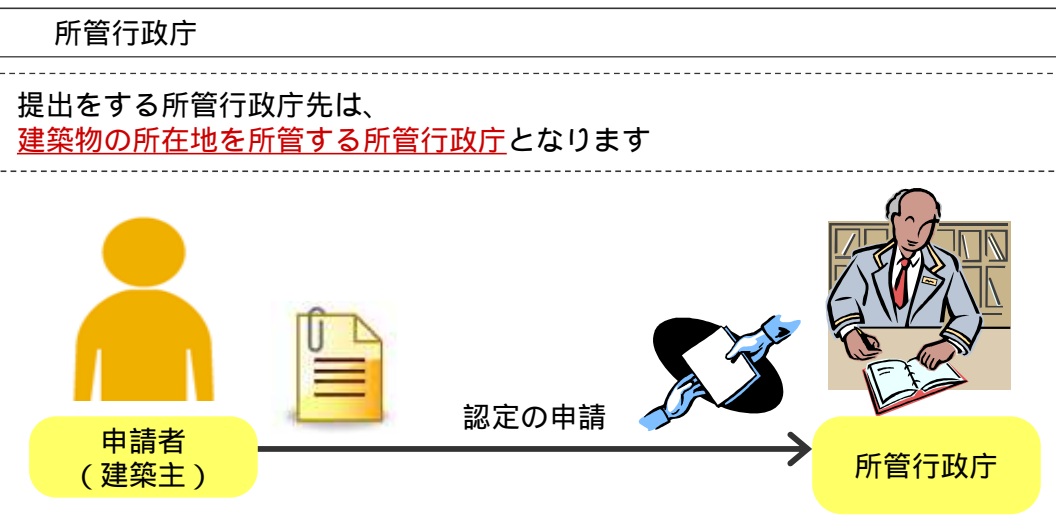 所管行政庁
提出をする所管行政庁先は、
建築物の所在地を所管する所管行政庁となります
認定の申請
申請者
（建築主）
所管行政庁